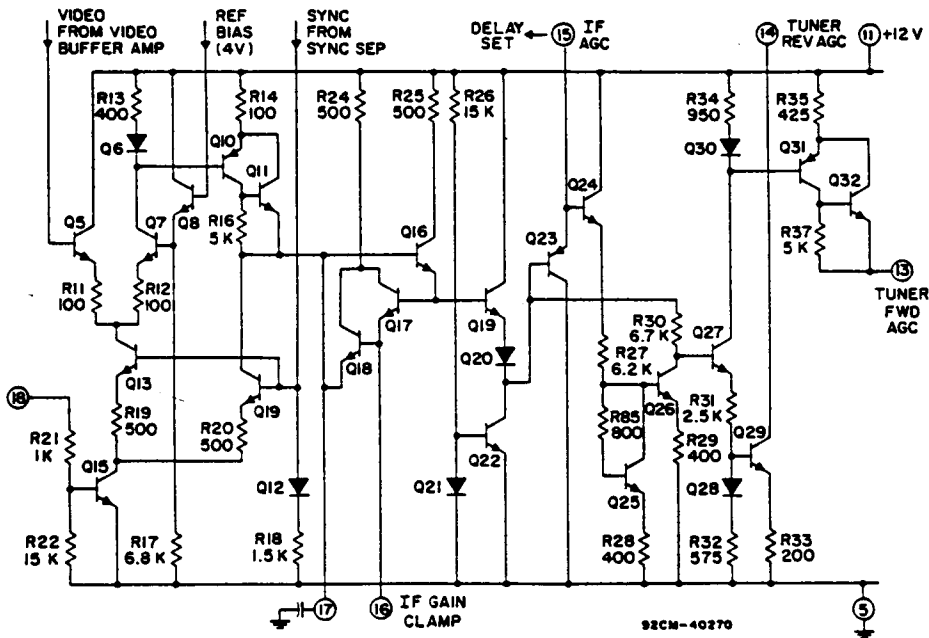 VIDEO
FROM VIDEO
BUFFER AMP
REF
BIAS
(4V)
SYNC
FROM
SYNC SEP
DELAY
SET
15
IF
AGC
14
TUNER
REV AGC
11
+12 V
R13
400
R14
100
R24
500
R25
500
R26
15 K
R34
950
R35
425
Q6
Q10
Q11
Q30
Q31
Q32
Q5
Q7
Q8
R16
5 K
Q16
Q24
Q23
R37
5 K
R11
100
R12
100
Q17
Q19
R30
6.7 K
Q27
13
TUNER
FWD
AGC
Q13
Q18
Q20
R27
6.2 K
Q26
R31
2.5 K
18
R19
500
R20
500
Q19
R85
800
R29
400
Q29
R21
1K
Q15
Q12
Q21
Q22
Q25
Q28
R22
15 K
R17
6.8 K
R18
1.5 K
R28
400
R32
575
R33
200
17
16
IF GAIN
CLAMP
5
92CM-40270